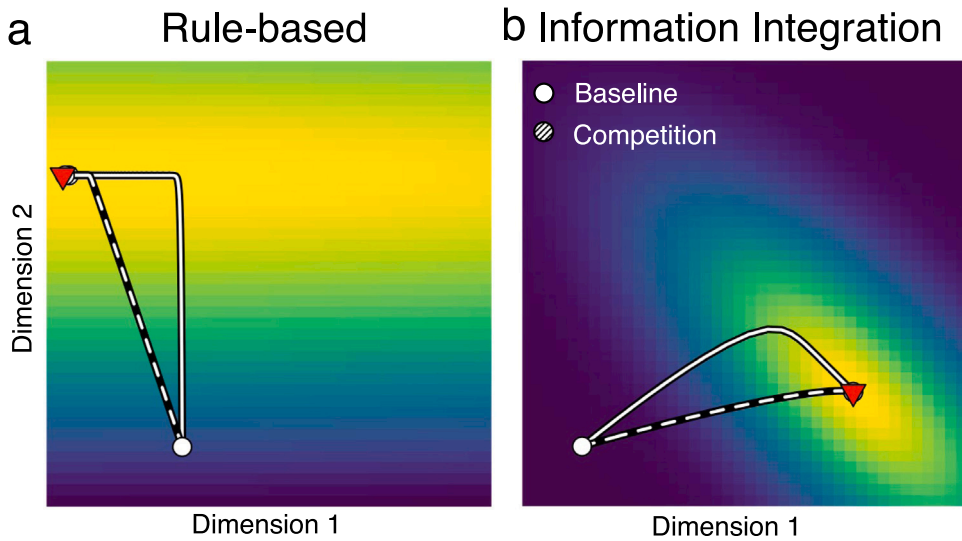 a Rule-based
b Information Integration
Baseline
Competition
Dimension 2
Dimension 1
Dimension 1